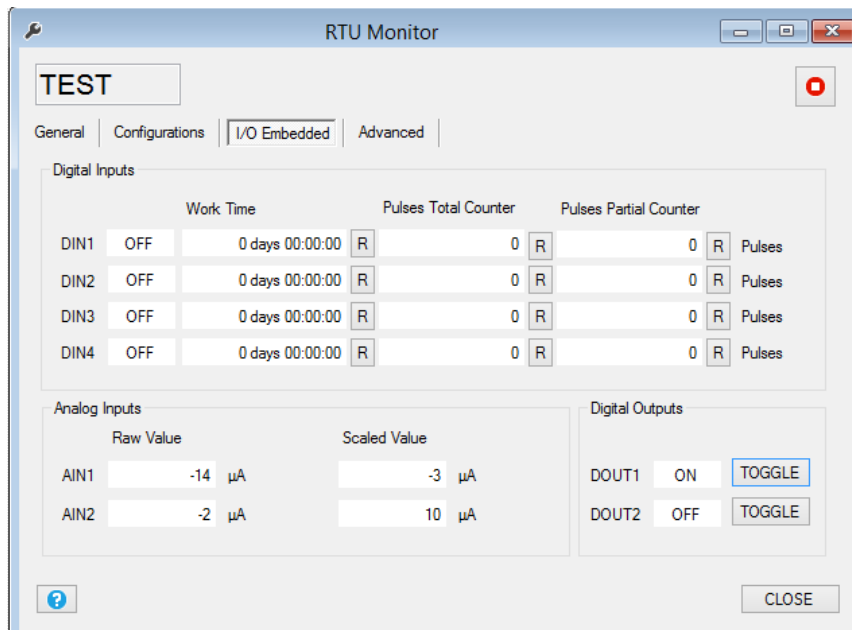 RTU Monitor
TEST
General Configurations I/O Embedded Advanced
Digital Inputs
Work Time Pulses Total Counter Pulses Partial Counter
DIN1 OFF 0 days 00:00:00 R 0 R 0 R Pulses
DIN2 OFF 0 days 00:00:00 R 0 R 0 R Pulses
DIN3 OFF 0 days 00:00:00 R 0 R 0 R Pulses
DIN4 OFF 0 days 00:00:00 R 0 R 0 R Pulses
Analog Inputs Digital Outputs
Raw Value Scaled Value
AIN1 -14 µA -3 µA DOUT1 ON TOGGLE
AIN2 -2 µA 10 µA DOUT2 OFF TOGGLE
? CLOSE